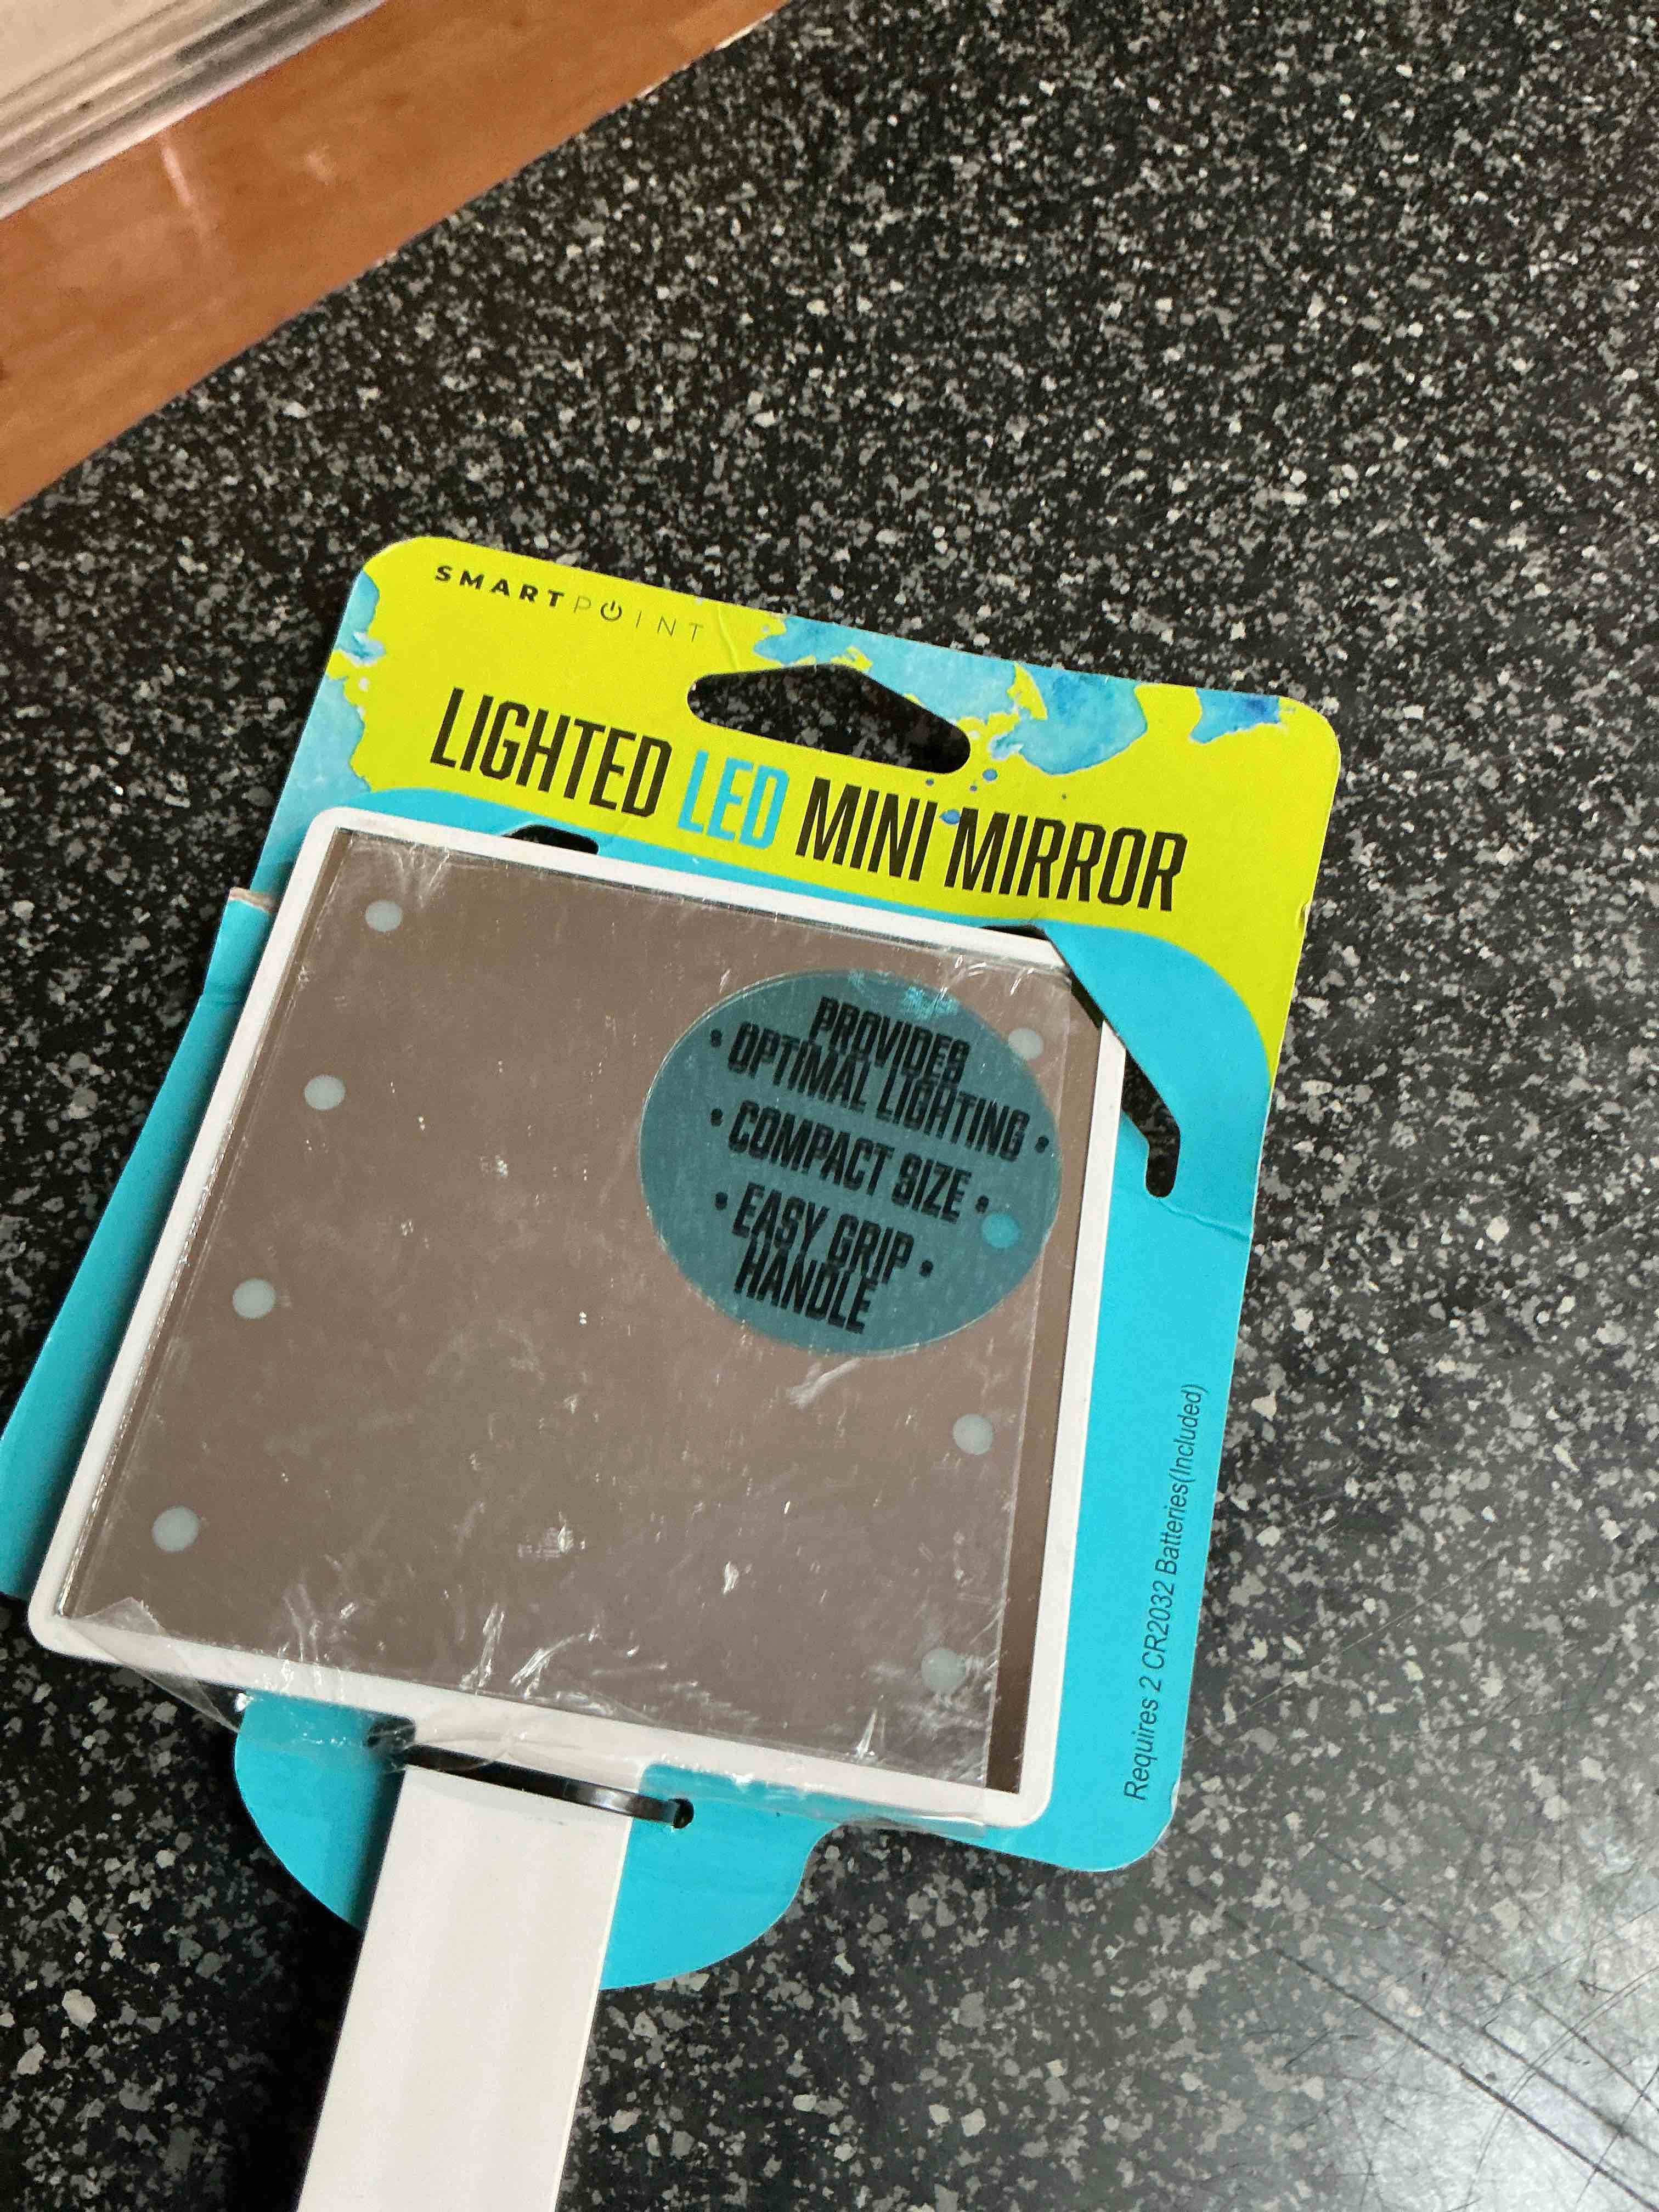 SMARTPOINT
LIGHTED LED MINI MIRROR
PROVIDES
• OPTIMAL LIGHTING •
• COMPACT SIZE •
• EASY GRIP •
HANDLE
Requires 2 CR2032 Batteries(Included)